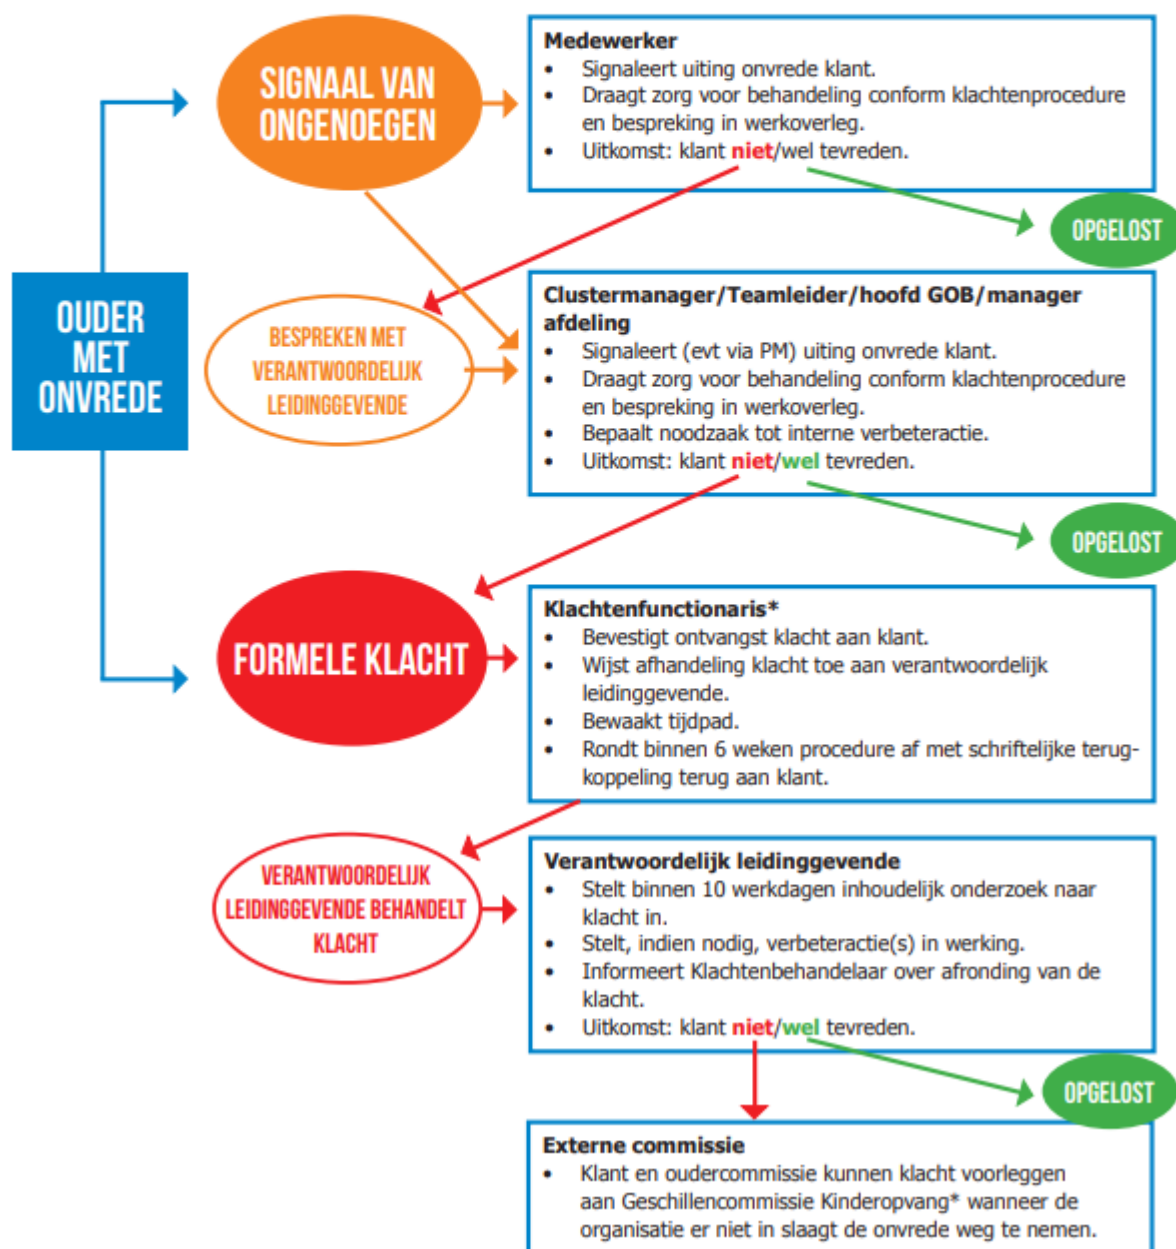 SIGNAAL VAN
ONGENOEGEN
Medewerker
• Signaleert uiting onvrede klant.
• Draagt zorg voor behandeling conform klachtenprocedure
en bespreking in werkoverleg.
• Uitkomst: klant niet/wel tevreden.
OPGELOST
OUDER
MET
ONVREDE
BESPREKEN MET
VERANTWOORDELIJK
LEIDINGGEVENDE
Clustermanager/Teamleider/hoofd GOB/manager
afdeling
• Signaleert (evt via PM) uiting onvrede klant.
• Draagt zorg voor behandeling conform klachtenprocedure
en bespreking in werkoverleg.
• Bepaalt noodzaak tot interne verbeteractie.
• Uitkomst: klant niet/wel tevreden.
OPGELOST
FORMELE KLACHT
Klachtenfunctionaris*
• Bevestigt ontvangst klacht aan klant.
• Wijst afhandeling klacht toe aan verantwoordelijk
leidinggevende.
• Bewaakt tijdpad.
• Rondt binnen 6 weken procedure af met schriftelijke terug-
koppeling terug aan klant.
VERANTWOORDELIJK
LEIDINGGEVENDE BEHANDELT
KLACHT
Verantwoordelijk leidinggevende
• Stelt binnen 10 werkdagen inhoudelijk onderzoek naar
klacht in.
• Stelt, indien nodig, verbeteractie(s) in werking.
• Informeert Klachtenbehandelaar over afronding van de
klacht.
• Uitkomst: klant niet/wel tevreden.
OPGELOST
Externe commissie
• Klant en oudercommissie kunnen klacht voorleggen
aan Geschillencommissie Kinderopvang* wanneer de
organisatie er niet in slaagt de onvrede weg te nemen.